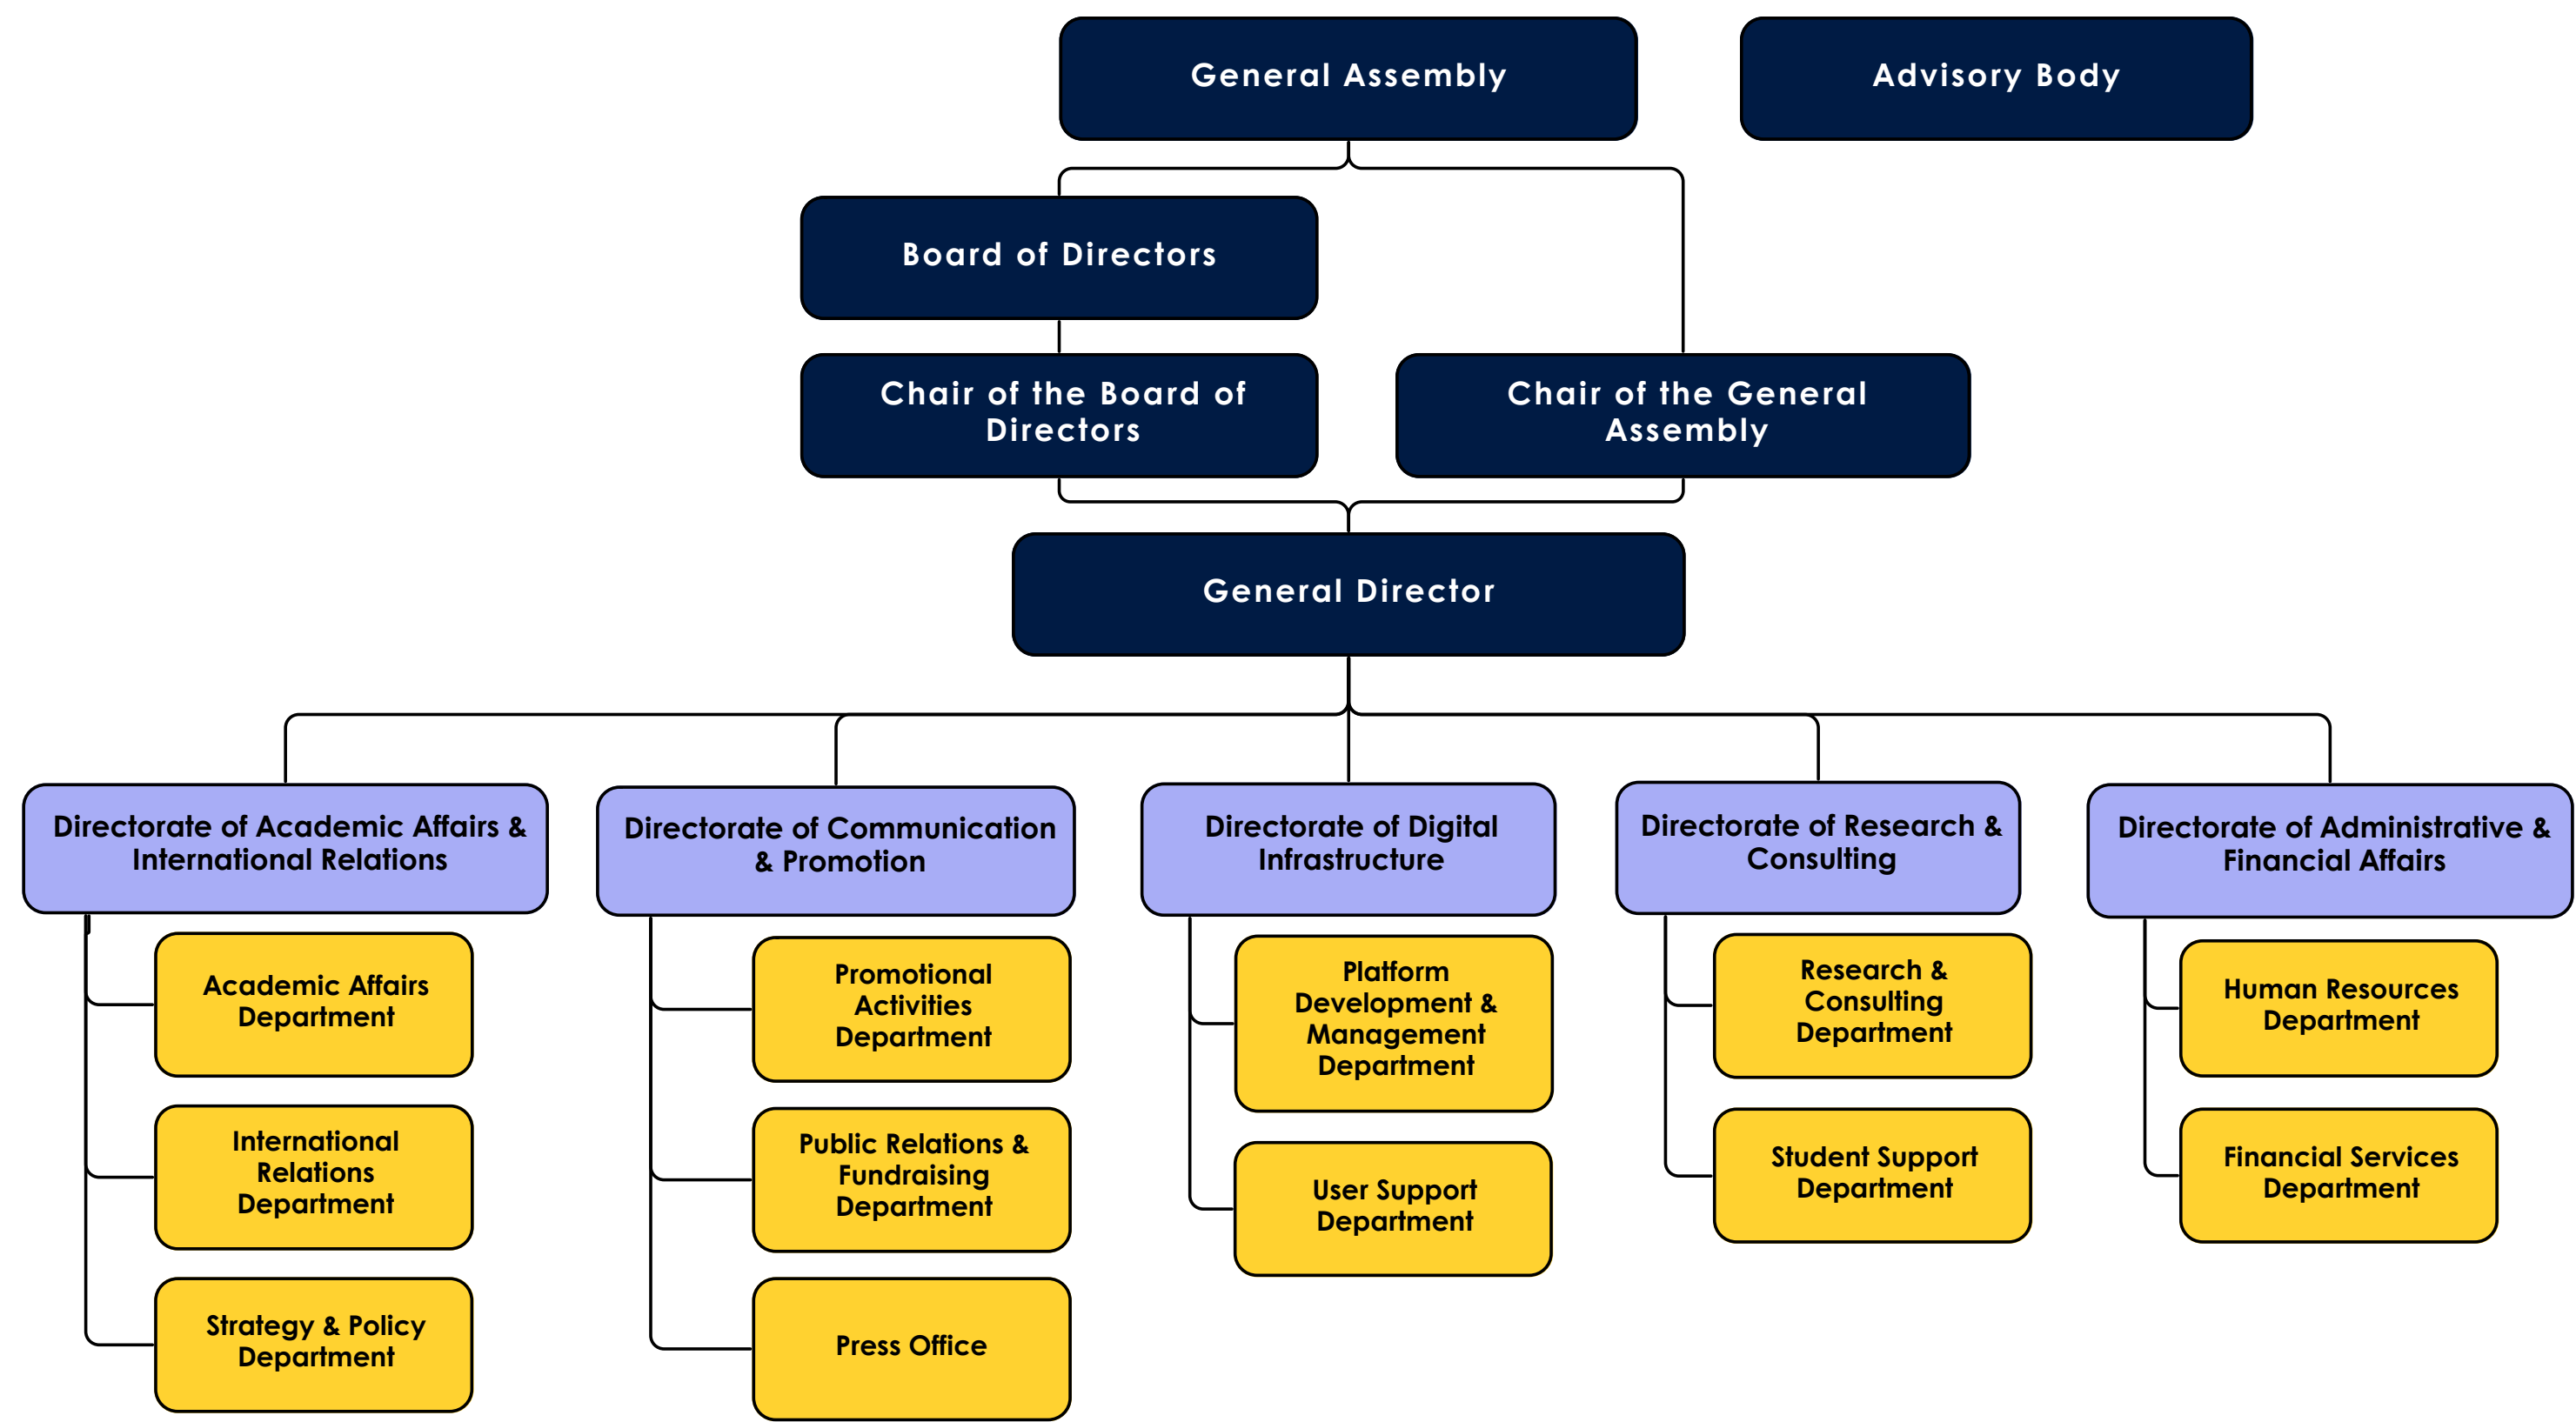 General Assembly
Advisory Body
Board of Directors
Chair of the Board of
Directors
Chair of the General
Assembly
General Director
Directorate of Academic Affairs &
International Relations
Directorate of Communication
& Promotion
Directorate of Digital
Infrastructure
Directorate of Research &
Consulting
Directorate of Administrative &
Financial Affairs
Academic Affairs
Department
International
Relations
Department
Strategy & Policy
Department
Promotional
Activities
Department
Public Relations &
Fundraising
Department
Press Office
Platform
Development &
Management
Department
User Support
Department
Research &
Consulting
Department
Student Support
Department
Human Resources
Department
Financial Services
Department